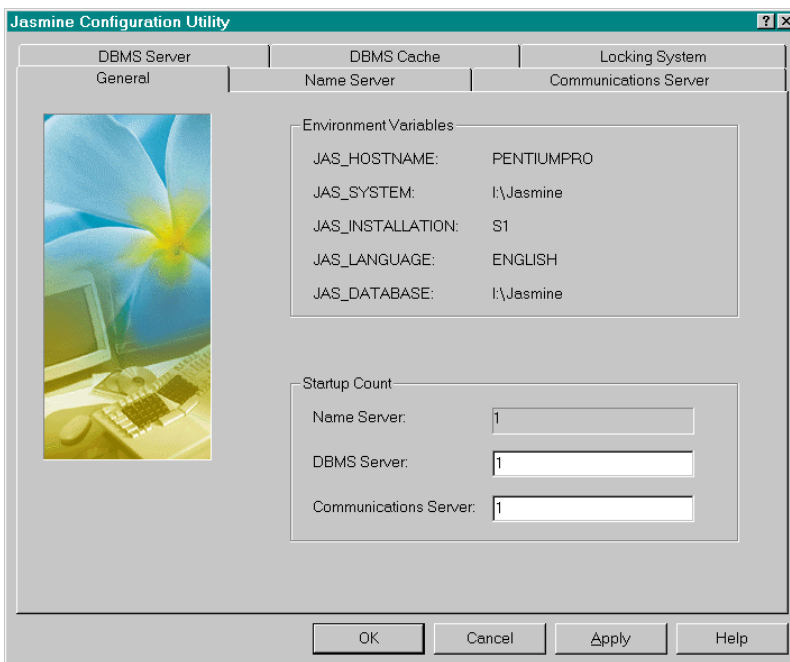 Jasmine Configuration Utility
DBMS Server
DBMS Cache
Locking System
General
Name Server
Communications Server
Environment Variables
JAS_HOSTNAME: PENTIUMPRO
JAS_SYSTEM: I:\Jasmine
JAS_INSTALLATION: S1
JAS_LANGUAGE: ENGLISH
JAS_DATABASE: I:\Jasmine
Startup Count
Name Server: 1
DBMS Server: 1
Communications Server: 1
OK
Cancel
Apply
Help